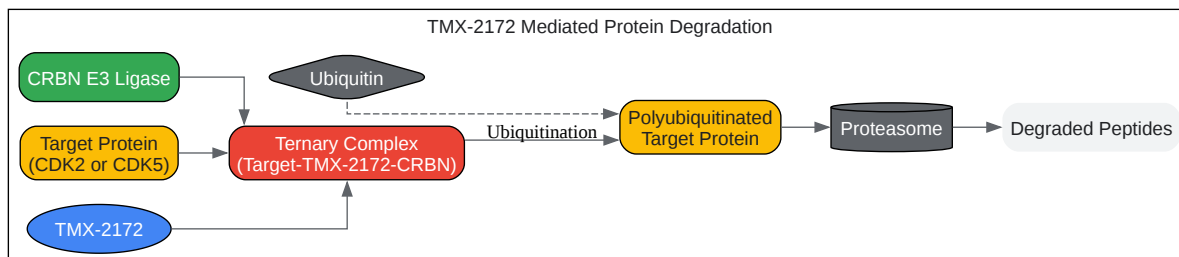 TMX-2172 Mediated Protein Degradation
CRBN E3 Ligase
Ubiquitin
Target Protein
(CDK2 or CDK5)
Ternary Complex
(Target-TMX-2172-CRBN)
Ubiquitination
Polyubiquitinated
Target Protein
Proteasome
Degraded Peptides
TMX-2172